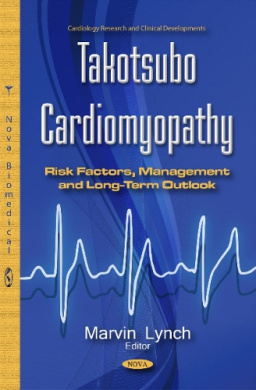 Cardiology Research and Clinical Developments
Takotsubo
Cardiomyopathy
Risk Factors, Management
and Long-Term Outlook
Nova Biomedical
Marvin Lynch
Editor
NOVA